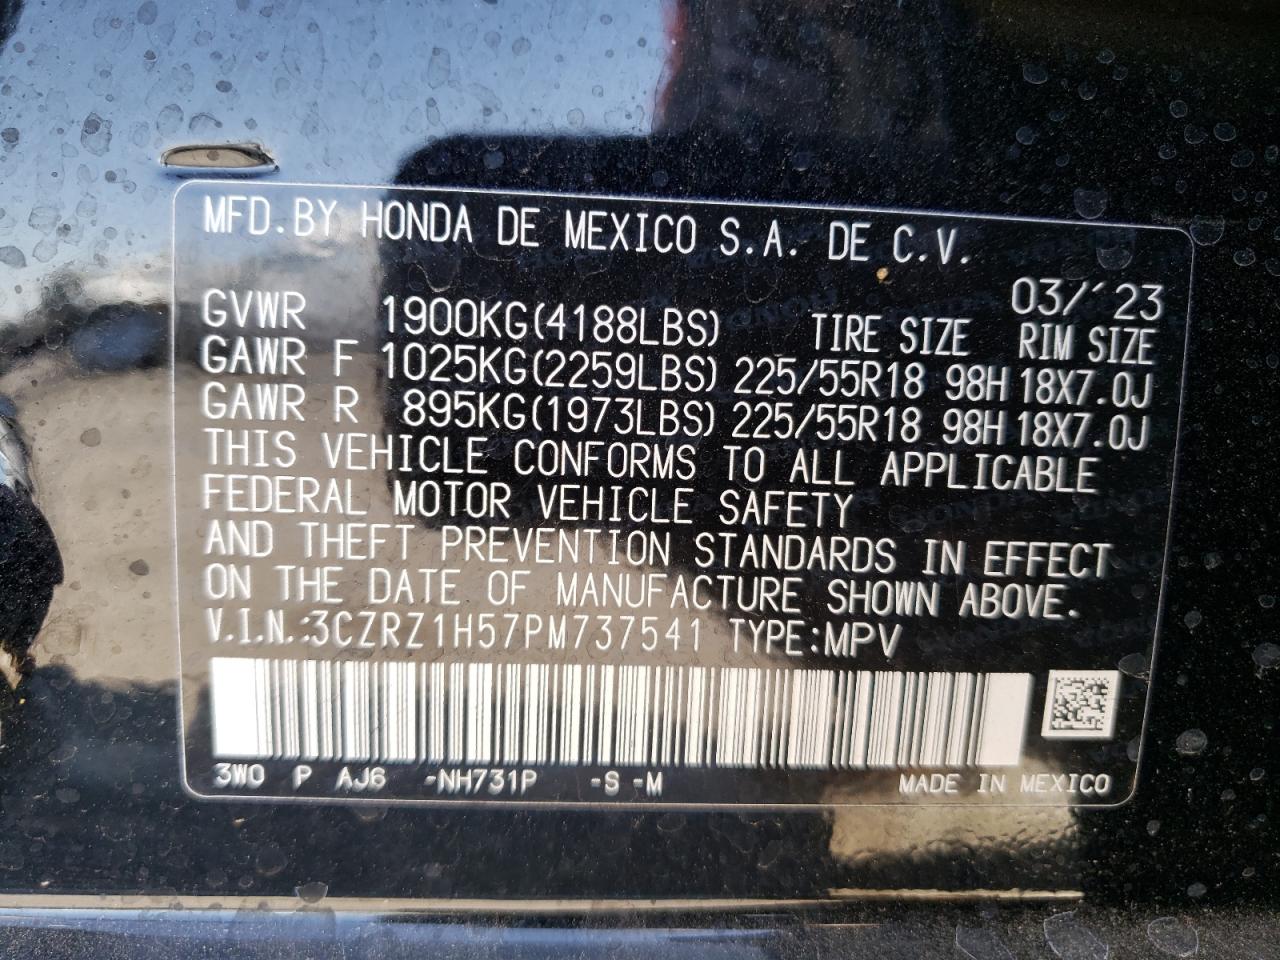 MFD.BY HONDA DE MEXICO S.A. DE C.V.
03/´23
GVWR 1900KG(4188LBS) TIRE SIZE RIM SIZE
GAWR F 1025KG(2259LBS) 225/55R18 98H 18X7.0J
GAWR R 895KG(1973LBS) 225/55R18 98H 18X7.0J
THIS VEHICLE CONFORMS TO ALL APPLICABLE
FEDERAL MOTOR VEHICLE SAFETY
AND THEFT PREVENTION STANDARDS IN EFFECT
ON THE DATE OF MANUFACTURE SHOWN ABOVE.
V.I.N.:3CZRZ1H57PM737541 TYPE:MPV
3W0 P AJ6 -NH731P -S-M MADE IN MEXICO